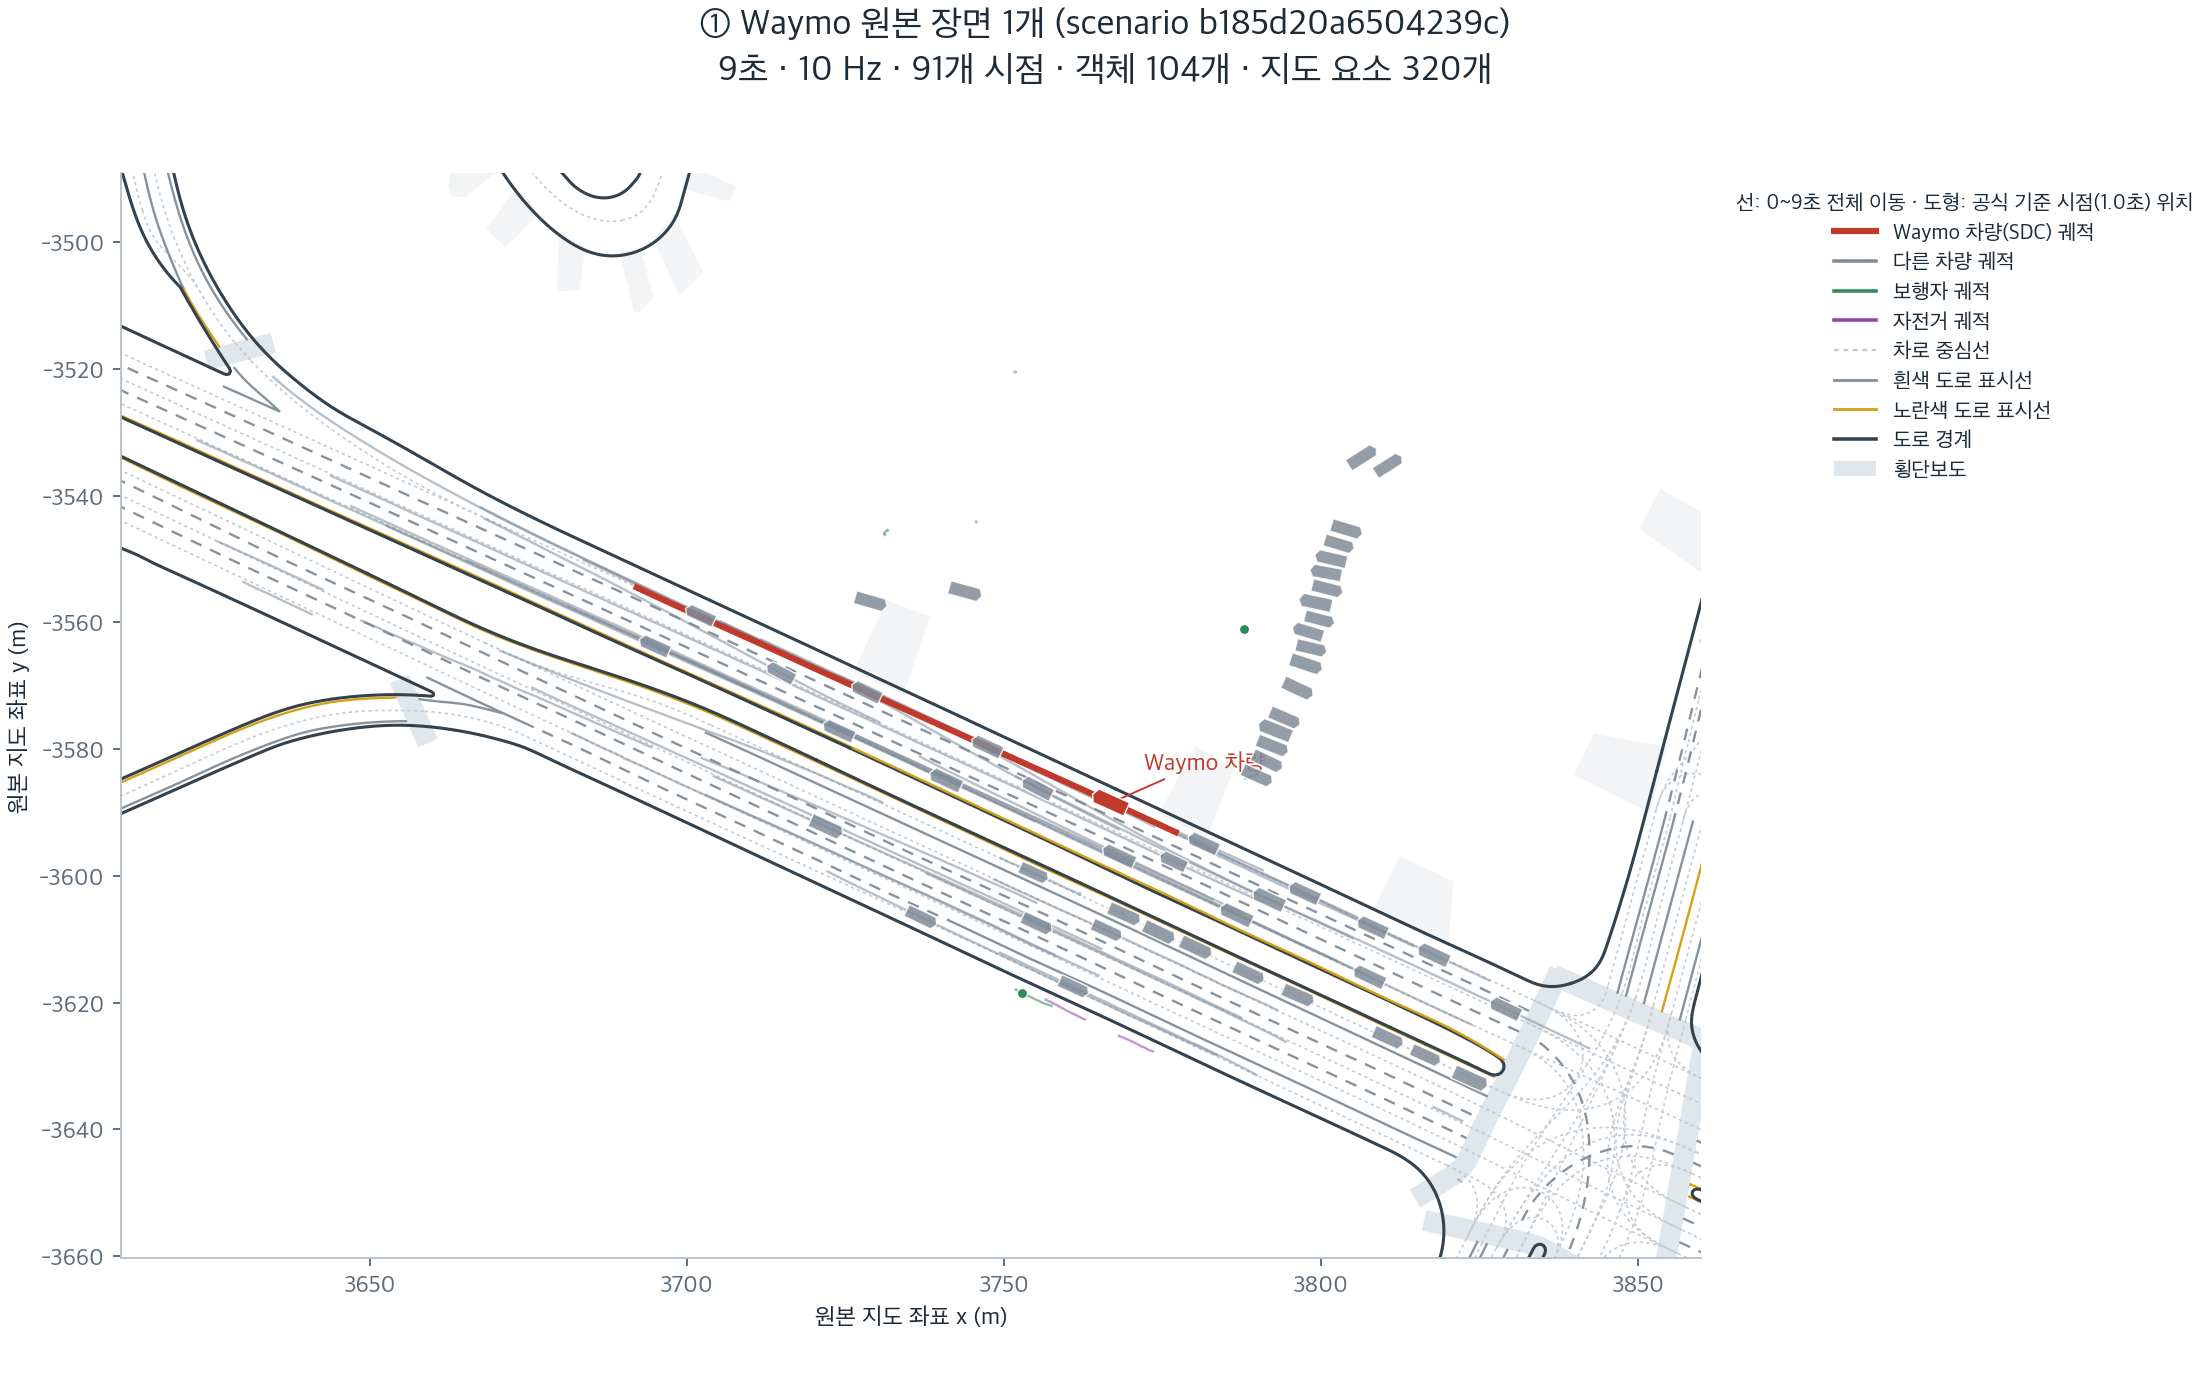 ① Waymo 원본 장면 1개 (scenario b185d20a6504239c)
9초 · 10 Hz · 91개 시점 · 객체 104개 · 지도 요소 320개
선: 0~9초 전체 이동 · 도형: 공식 기준 시점(1.0초) 위치
Waymo 차량(SDC) 궤적
다른 차량 궤적
보행자 궤적
자전거 궤적
차로 중심선
흰색 도로 표시선
노란색 도로 표시선
도로 경계
횡단보도
원본 지도 좌표 y (m)
−3500
−3520
−3540
−3560
−3580
−3600
−3620
−3640
−3660
Waymo 차량
3650
3700
3750
3800
3850
원본 지도 좌표 x (m)